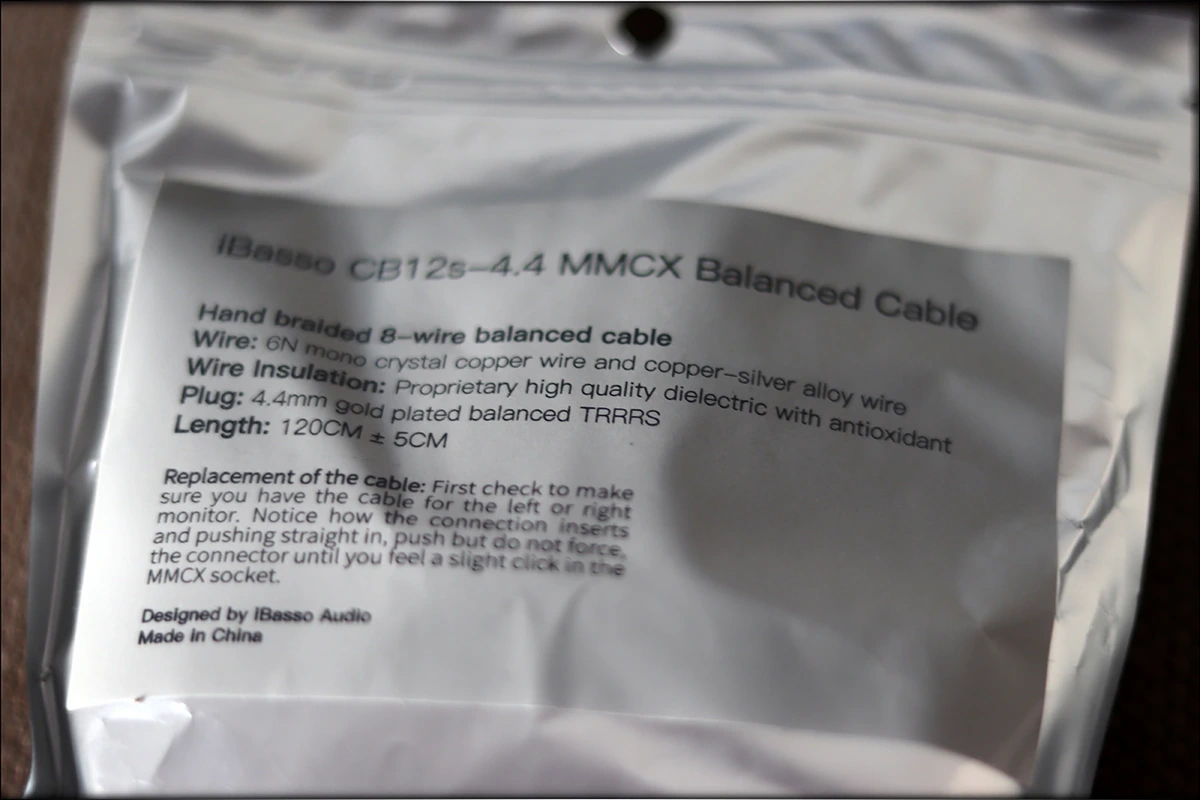 iBasso CB12s-4.4 MMCX Balanced Cable
Hand braided 8-wire balanced cable
Wire: 6N mono crystal copper wire and copper-silver alloy wire
Wire Insulation: Proprietary high quality dielectric with antioxidant
Plug: 4.4mm gold plated balanced TRRRS
Length: 120CM ± 5CM
Replacement of the cable: First check to make
sure you have the cable for the left or right
monitor. Notice how the connection inserts
and pushing straight in, push but do not force,
the connector until you feel a slight click in the
MMCX socket.
Designed by iBasso Audio
Made in China